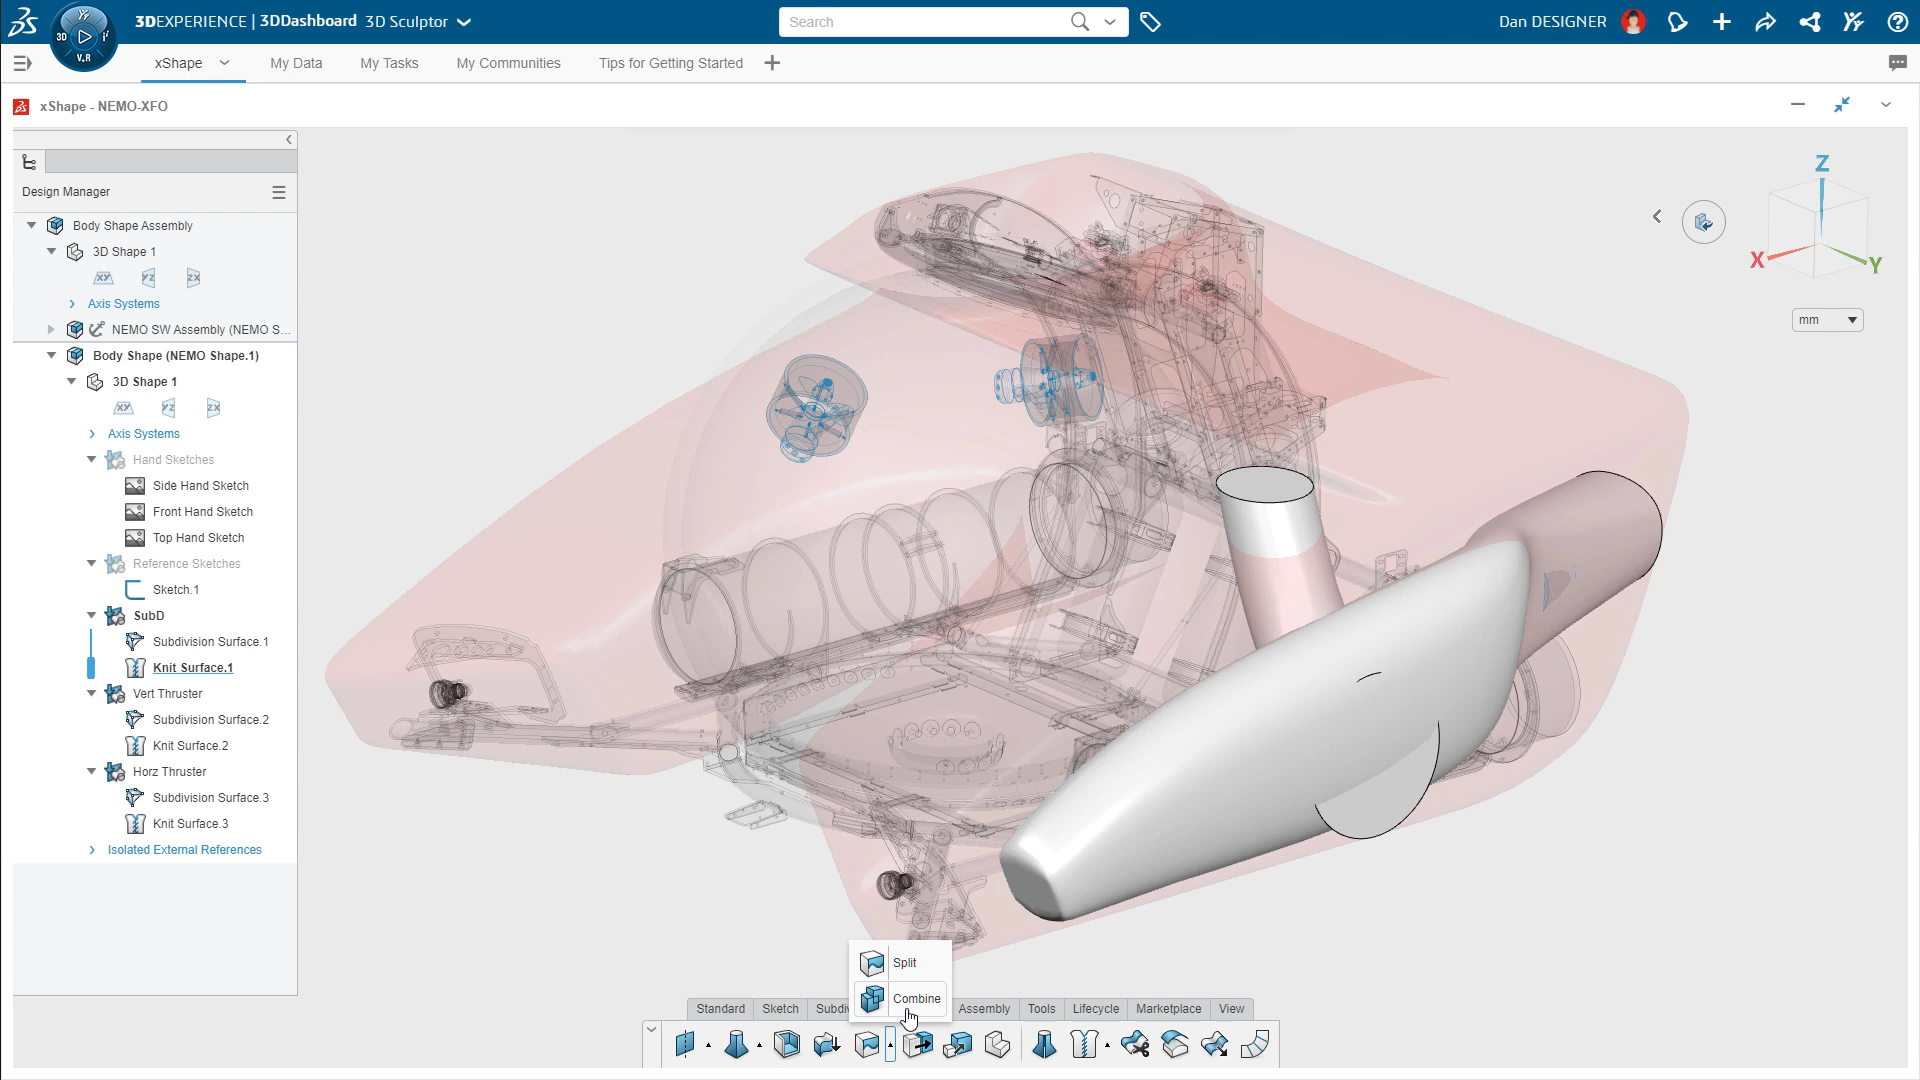 3DEXPERIENCE | 3DDashboard 3D Sculptor
Search
Dan DESIGNER
3D
V.R
xShape
My Data
My Tasks
My Communities
Tips for Getting Started
xShape - NEMO-XFO
Design Manager
Body Shape Assembly
3D Shape 1
XY YZ ZX
Axis Systems
NEMO SW Assembly (NEMO S...
Body Shape (NEMO Shape.1)
3D Shape 1
XY YZ ZX
Axis Systems
Hand Sketches
Side Hand Sketch
Front Hand Sketch
Top Hand Sketch
Reference Sketches
Sketch.1
SubD
Subdivision Surface.1
Knit Surface.1
Vert Thruster
Subdivision Surface.2
Knit Surface.2
Horz Thruster
Subdivision Surface.3
Knit Surface.3
Isolated External References
Z
X
Y
mm
Split
Combine
Standard
Sketch
Assembly
Tools
Lifecycle
Marketplace
View